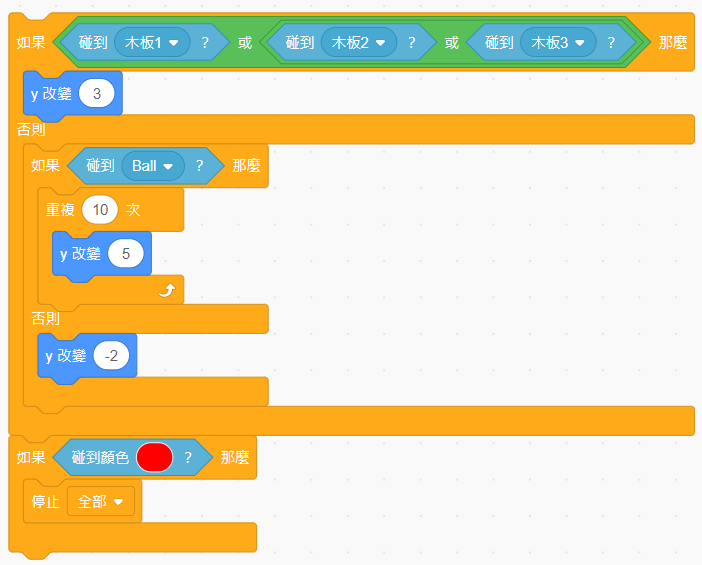 如果 碰到 木板1 ? 或 碰到 木板2 ? 或 碰到 木板3 ? 那麼
y 改變 3
否則
如果 碰到 Ball ? 那麼
重複 10 次
y 改變 5
否則
y 改變 -2
如果 碰到顏色 ? 那麼
停止 全部